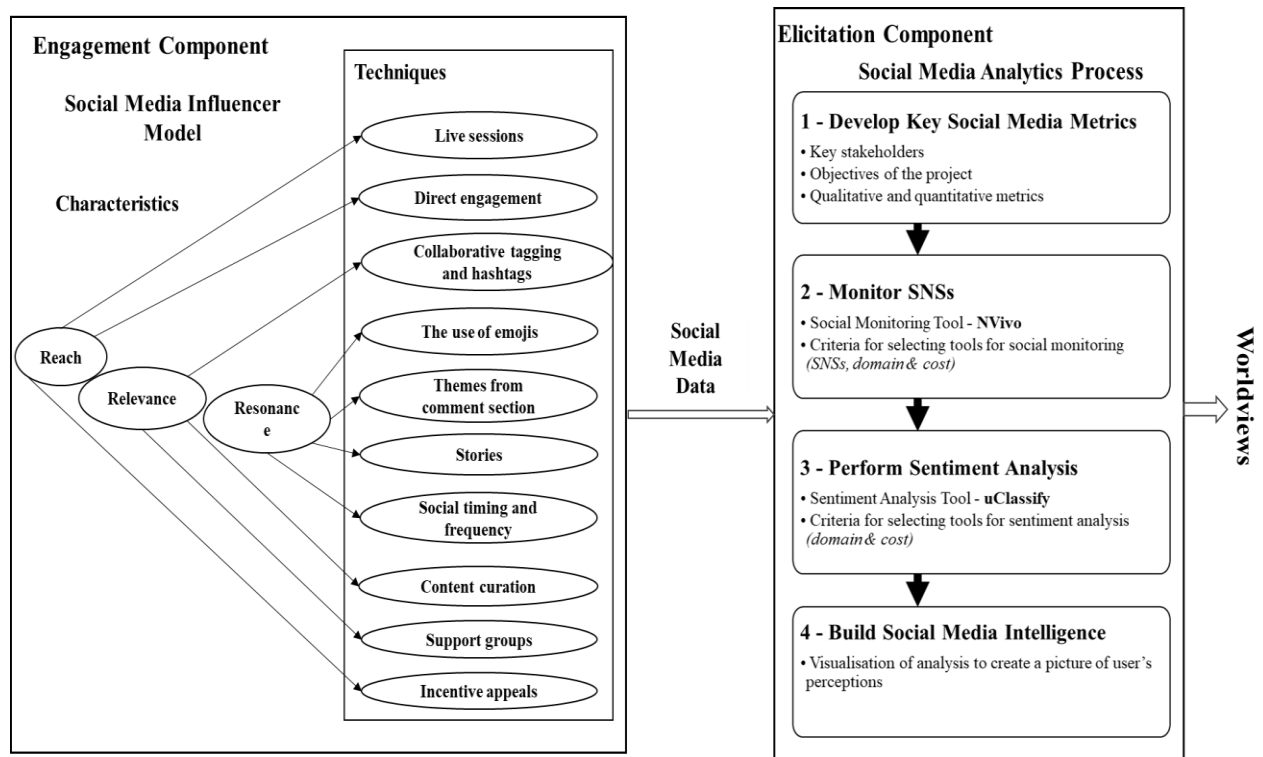 Engagement Component
Social Media Influencer
Model
Characteristics
Reach
Relevance
Resonanc
e
Techniques
Live sessions
Direct engagement
Collaborative tagging
and hashtags
The use of emojis
Themes from
comment section
Stories
Social timing and
frequency
Content curation
Support groups
Incentive appeals
Social
Media
Data
Elicitation Component
Social Media Analytics Process
1 - Develop Key Social Media Metrics
• Key stakeholders
• Objectives of the project
• Qualitative and quantitative metrics
2 - Monitor SNSs
• Social Monitoring Tool - NVivo
• Criteria for selecting tools for social monitoring
(SNSs, domain & cost)
3 - Perform Sentiment Analysis
• Sentiment Analysis Tool - uClassify
• Criteria for selecting tools for sentiment analysis
(domain & cost)
4 - Build Social Media Intelligence
• Visualisation of analysis to create a picture of user's
perceptions
Worldviews